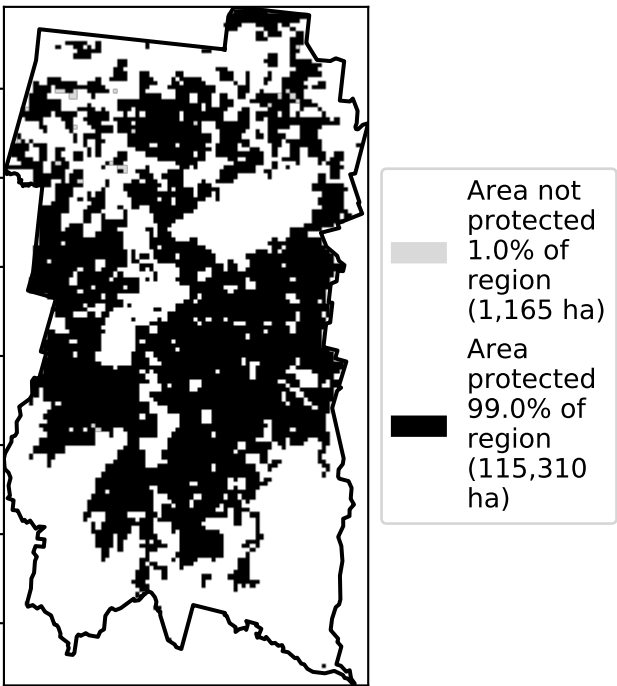 Area not
protected
1.0% of
region
(1,165 ha)
Area
protected
99.0% of
region
(115,310
ha)